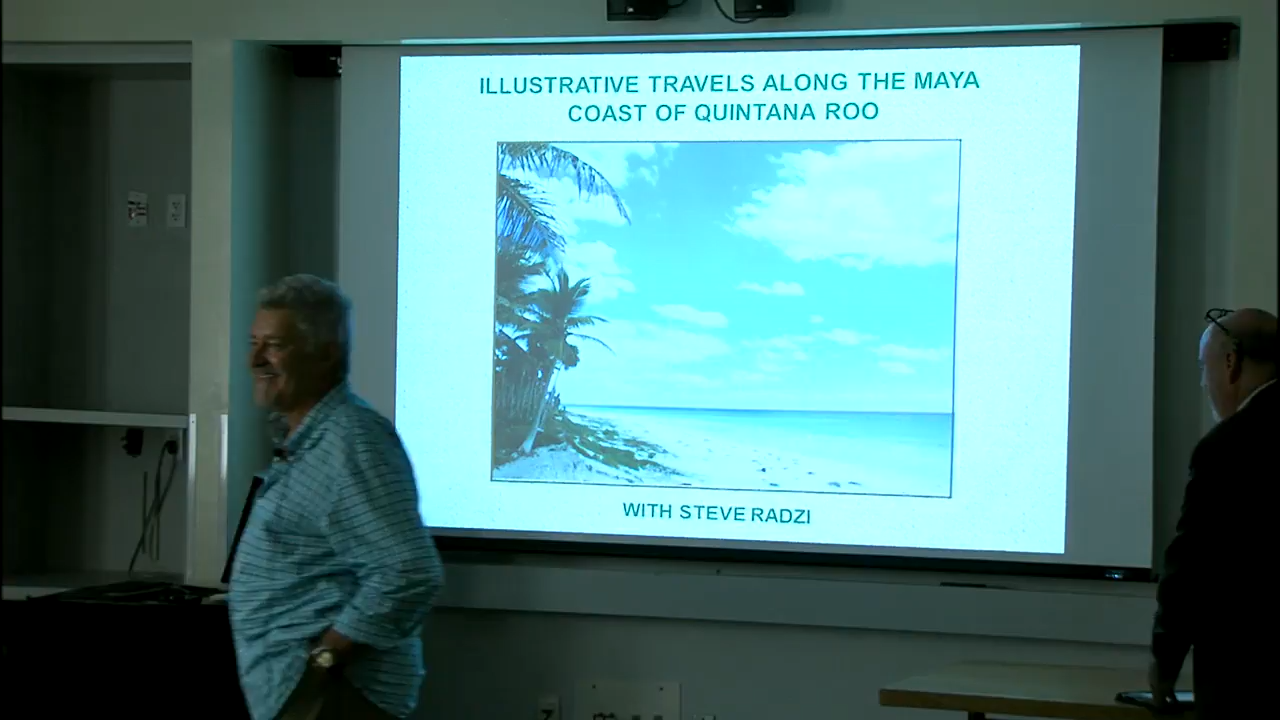 ILLUSTRATIVE TRAVELS ALONG THE MAYA
COAST OF QUINTANA ROO
WITH STEVE RADZI